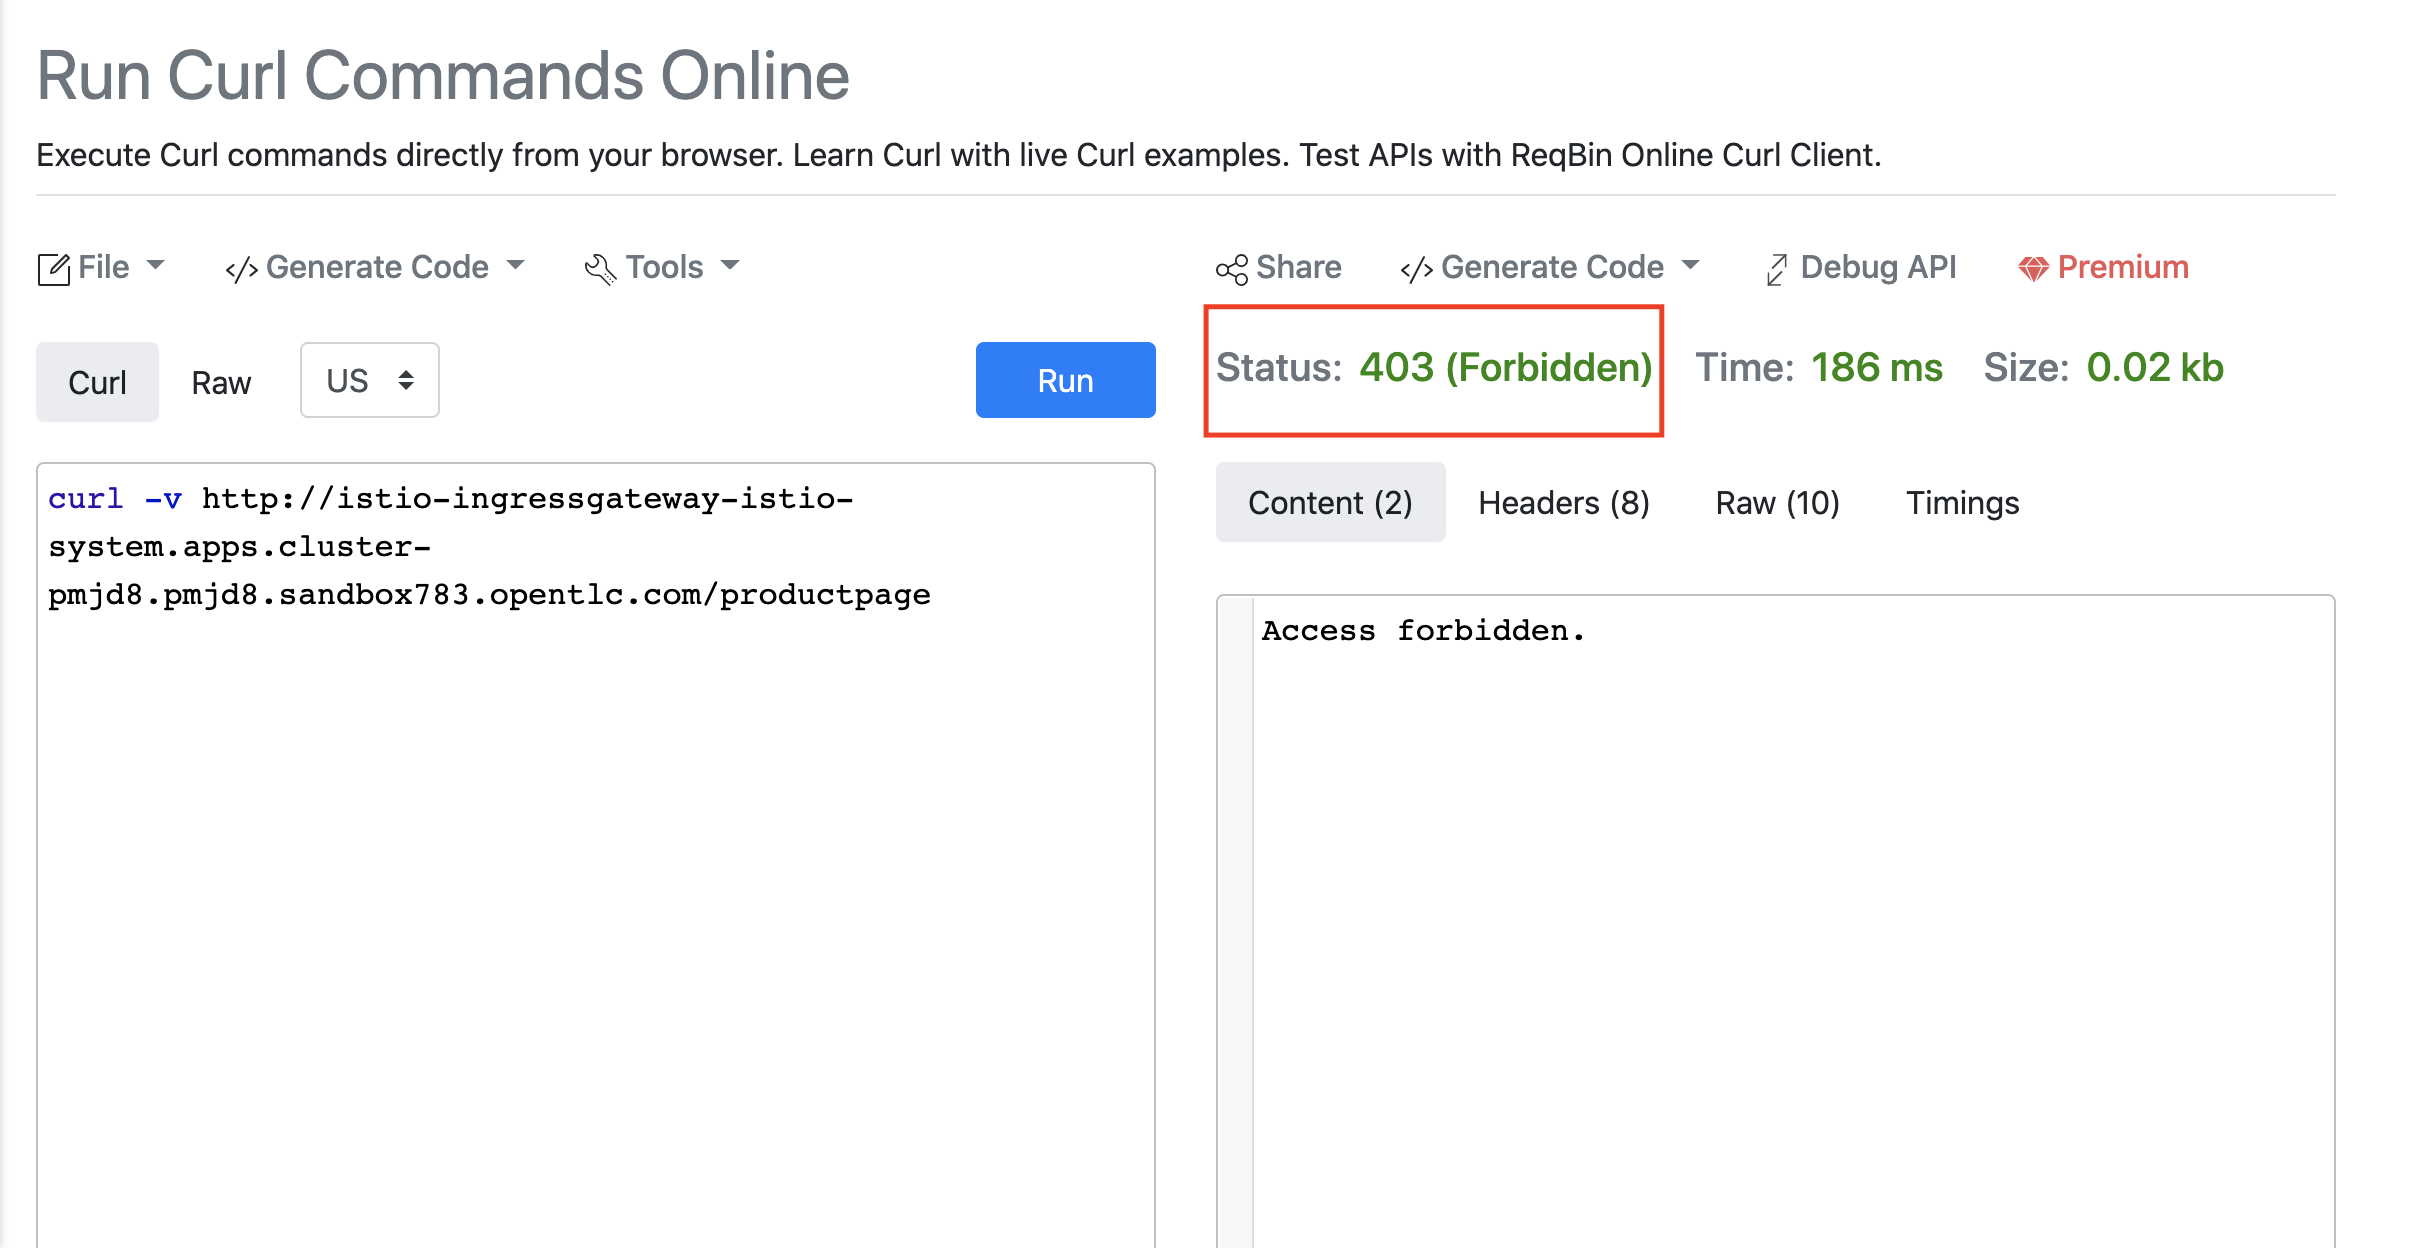 Run Curl Commands Online
Execute Curl commands directly from your browser. Learn Curl with live Curl examples. Test APIs with ReqBin Online Curl Client.
File
</> Generate Code
Tools
Share
</> Generate Code
Debug API
Premium
Curl
Raw
US
Run
Status: 403 (Forbidden)
Time: 186 ms
Size: 0.02 kb
curl -v http://istio-ingressgateway-istio-
system.apps.cluster-
pmjd8.pmjd8.sandbox783.opentlc.com/productpage
Content (2)
Headers (8)
Raw (10)
Timings
Access forbidden.